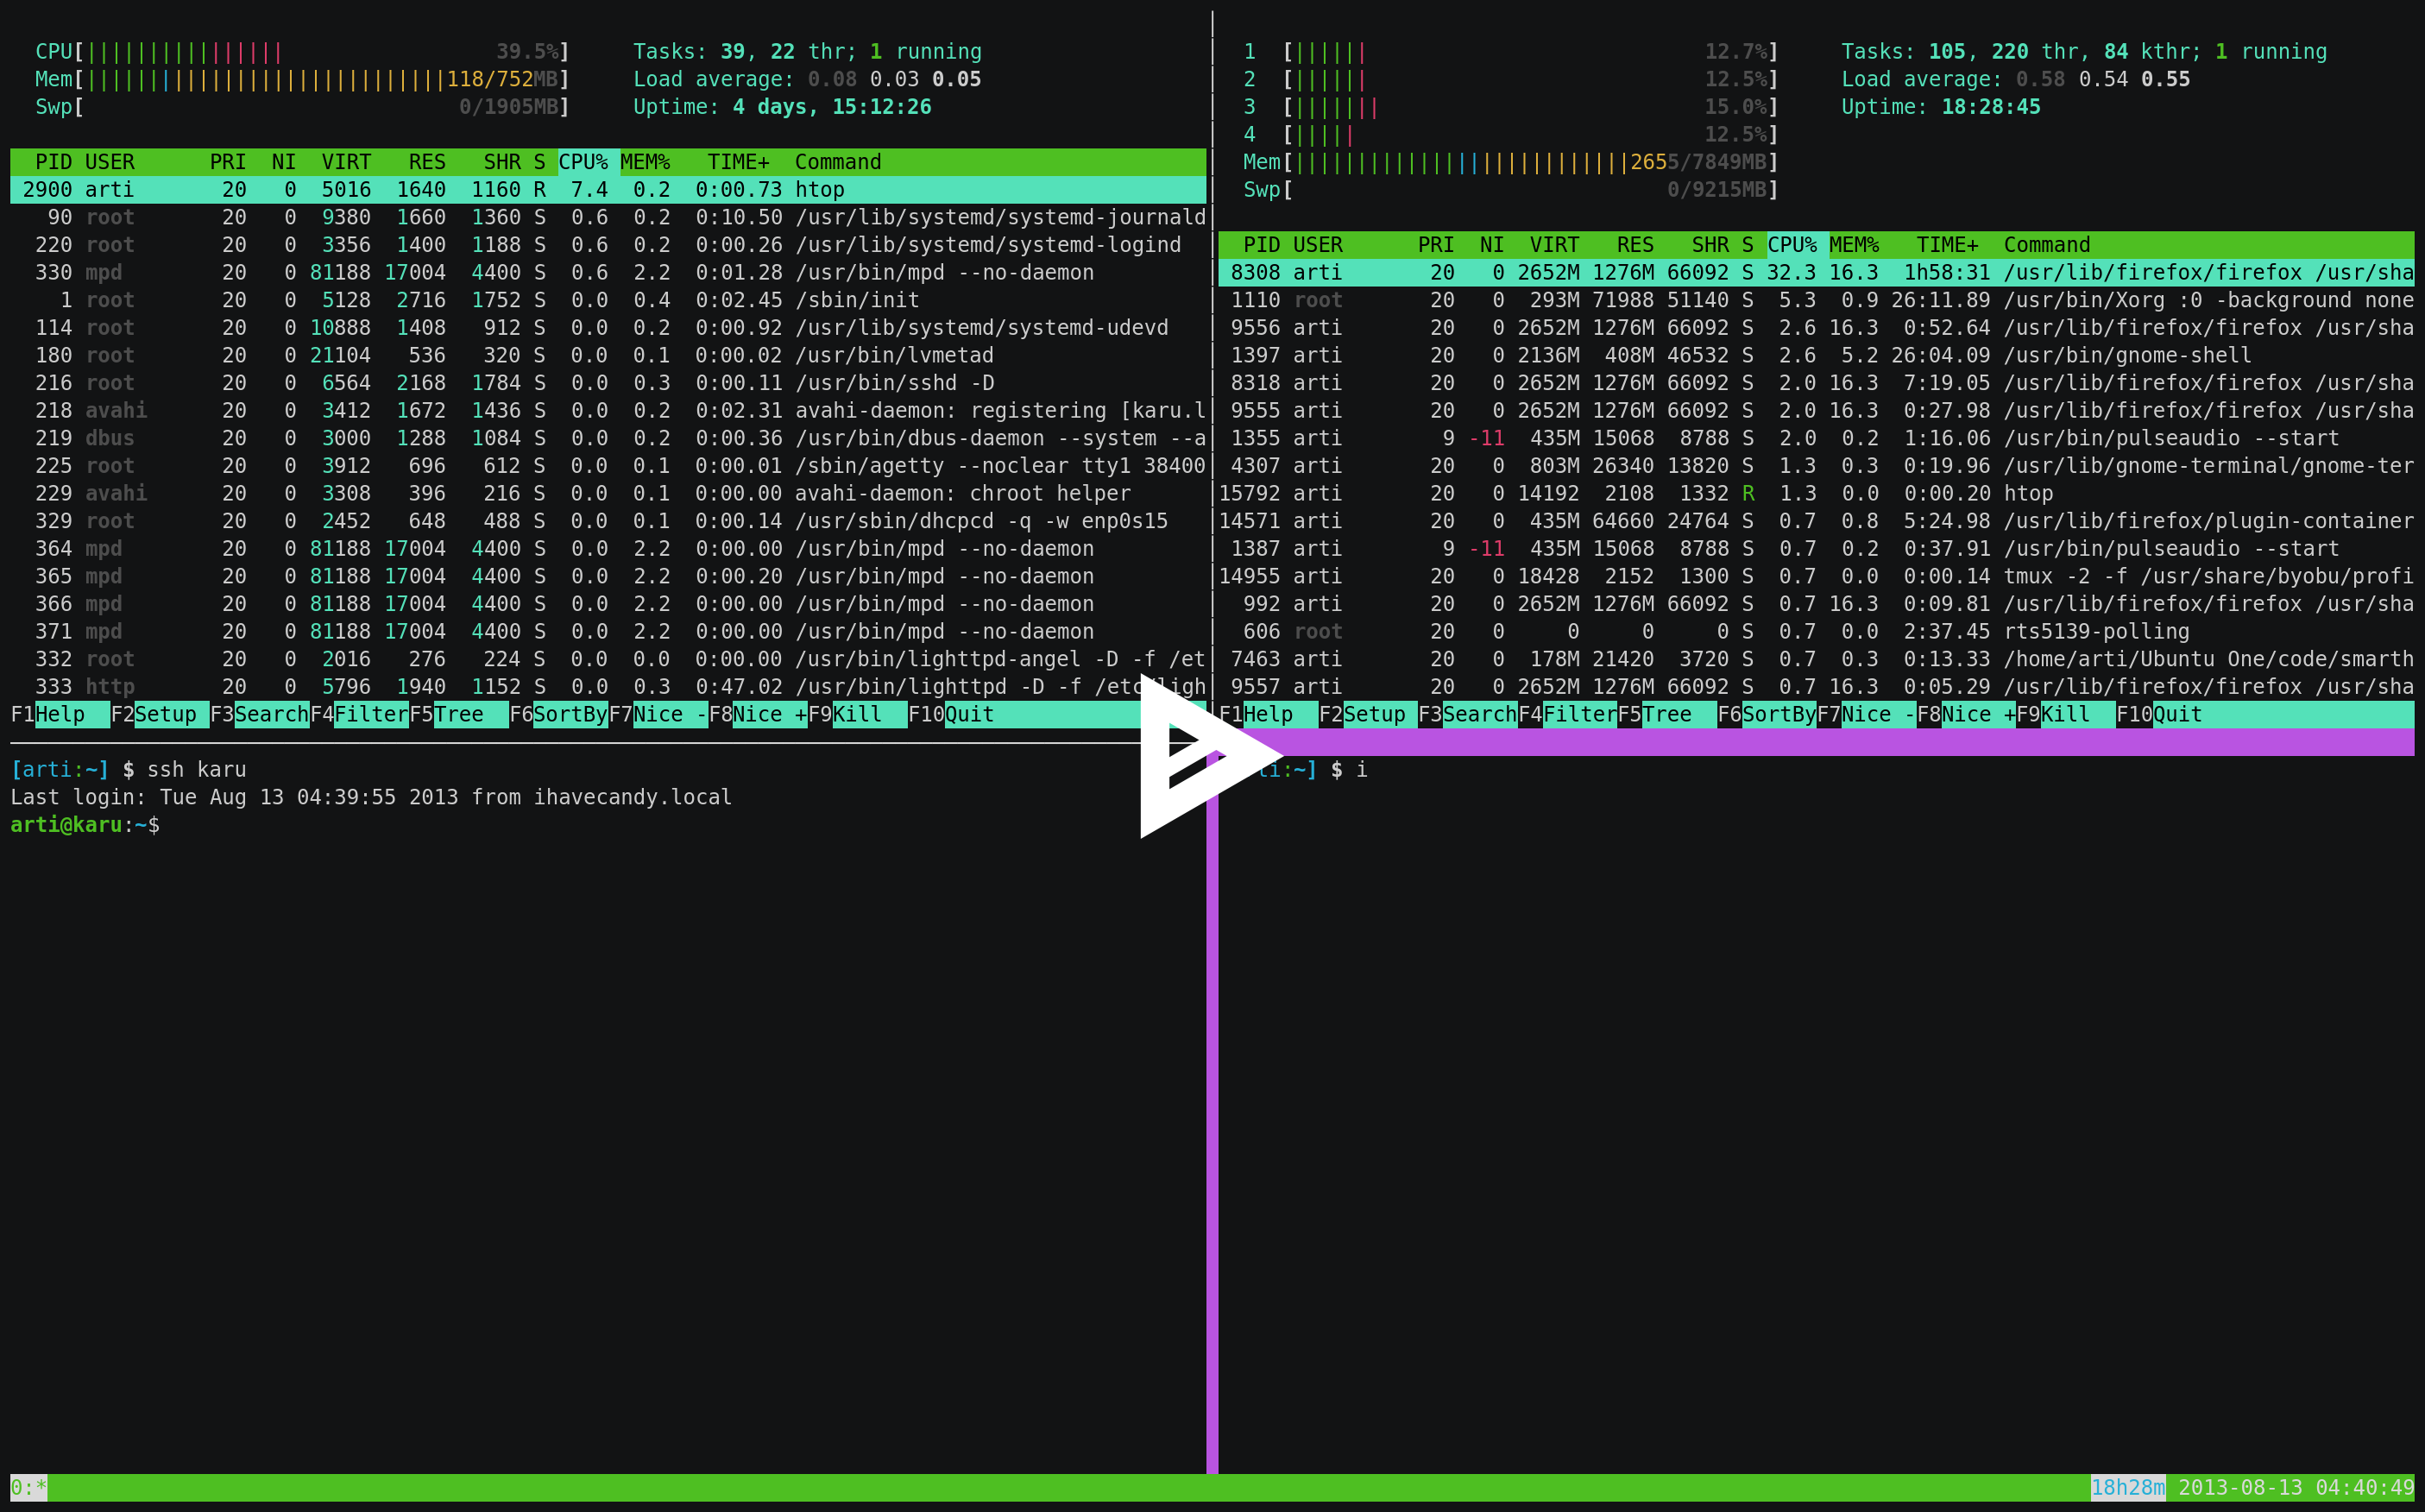 CPU[|||||||||||||||| 39.5%] Tasks: 39, 22 thr; 1 running
Mem[|||||||||||||||||||||||||||||118/752MB] Load average: 0.08 0.03 0.05
Swp[ 0/1905MB] Uptime: 4 days, 15:12:26
PID USER PRI NI VIRT RES SHR S CPU% MEM% TIME+ Command
2900 arti 20 0 5016 1640 1160 R 7.4 0.2 0:00.73 htop
90 root 20 0 9380 1660 1360 S 0.6 0.2 0:10.50 /usr/lib/systemd/systemd-journald
220 root 20 0 3356 1400 1188 S 0.6 0.2 0:00.26 /usr/lib/systemd/systemd-logind
330 mpd 20 0 81188 17004 4400 S 0.6 2.2 0:01.28 /usr/bin/mpd --no-daemon
1 root 20 0 5128 2716 1752 S 0.0 0.4 0:02.45 /sbin/init
114 root 20 0 10888 1408 912 S 0.0 0.2 0:00.92 /usr/lib/systemd/systemd-udevd
180 root 20 0 21104 536 320 S 0.0 0.1 0:00.02 /usr/bin/lvmetad
216 root 20 0 6564 2168 1784 S 0.0 0.3 0:00.11 /usr/bin/sshd -D
218 avahi 20 0 3412 1672 1436 S 0.0 0.2 0:02.31 avahi-daemon: registering [karu.l
219 dbus 20 0 3000 1288 1084 S 0.0 0.2 0:00.36 /usr/bin/dbus-daemon --system --a
225 root 20 0 3912 696 612 S 0.0 0.1 0:00.01 /sbin/agetty --noclear tty1 38400
229 avahi 20 0 3308 396 216 S 0.0 0.1 0:00.00 avahi-daemon: chroot helper
329 root 20 0 2452 648 488 S 0.0 0.1 0:00.14 /usr/sbin/dhcpcd -q -w enp0s15
364 mpd 20 0 81188 17004 4400 S 0.0 2.2 0:00.00 /usr/bin/mpd --no-daemon
365 mpd 20 0 81188 17004 4400 S 0.0 2.2 0:00.20 /usr/bin/mpd --no-daemon
366 mpd 20 0 81188 17004 4400 S 0.0 2.2 0:00.00 /usr/bin/mpd --no-daemon
371 mpd 20 0 81188 17004 4400 S 0.0 2.2 0:00.00 /usr/bin/mpd --no-daemon
332 root 20 0 2016 276 224 S 0.0 0.0 0:00.00 /usr/bin/lighttpd-angel -D -f /et
333 http 20 0 5796 1940 1152 S 0.0 0.3 0:47.02 /usr/bin/lighttpd -D -f /etc/ligh
F1Help F2Setup F3SearchF4FilterF5Tree F6SortByF7Nice -F8Nice +F9Kill F10Quit
1 [|||||| 12.7%] Tasks: 105, 220 thr, 84 kthr; 1 running
2 [|||||| 12.5%] Load average: 0.58 0.54 0.55
3 [||||||| 15.0%] Uptime: 18:28:45
4 [||||| 12.5%]
Mem[|||||||||||||||||||||||||||2655/7849MB]
Swp[ 0/9215MB]
PID USER PRI NI VIRT RES SHR S CPU% MEM% TIME+ Command
8308 arti 20 0 2652M 1276M 66092 S 32.3 16.3 1h58:31 /usr/lib/firefox/firefox /usr/sha
1110 root 20 0 293M 71988 51140 S 5.3 0.9 26:11.89 /usr/bin/Xorg :0 -background none
9556 arti 20 0 2652M 1276M 66092 S 2.6 16.3 0:52.64 /usr/lib/firefox/firefox /usr/sha
1397 arti 20 0 2136M 408M 46532 S 2.6 5.2 26:04.09 /usr/bin/gnome-shell
8318 arti 20 0 2652M 1276M 66092 S 2.0 16.3 7:19.05 /usr/lib/firefox/firefox /usr/sha
9555 arti 20 0 2652M 1276M 66092 S 2.0 16.3 0:27.98 /usr/lib/firefox/firefox /usr/sha
1355 arti 9 -11 435M 15068 8788 S 2.0 0.2 1:16.06 /usr/bin/pulseaudio --start
4307 arti 20 0 803M 26340 13820 S 1.3 0.3 0:19.96 /usr/lib/gnome-terminal/gnome-ter
15792 arti 20 0 14192 2108 1332 R 1.3 0.0 0:00.20 htop
14571 arti 20 0 435M 64660 24764 S 0.7 0.8 5:24.98 /usr/lib/firefox/plugin-container
1387 arti 9 -11 435M 15068 8788 S 0.7 0.2 0:37.91 /usr/bin/pulseaudio --start
14955 arti 20 0 18428 2152 1300 S 0.7 0.0 0:00.14 tmux -2 -f /usr/share/byobu/profi
992 arti 20 0 2652M 1276M 66092 S 0.7 16.3 0:09.81 /usr/lib/firefox/firefox /usr/sha
606 root 20 0 0 0 0 S 0.7 0.0 2:37.45 rts5139-polling
7463 arti 20 0 178M 21420 3720 S 0.7 0.3 0:13.33 /home/arti/Ubuntu One/code/smarth
9557 arti 20 0 2652M 1276M 66092 S 0.7 16.3 0:05.29 /usr/lib/firefox/firefox /usr/sha
F1Help F2Setup F3SearchF4FilterF5Tree F6SortByF7Nice -F8Nice +F9Kill F10Quit
[arti:~] $ ssh karu
Last login: Tue Aug 13 04:39:55 2013 from ihavecandy.local
arti@karu:~$
ti:~] $ i
0:* 18h28m 2013-08-13 04:40:49